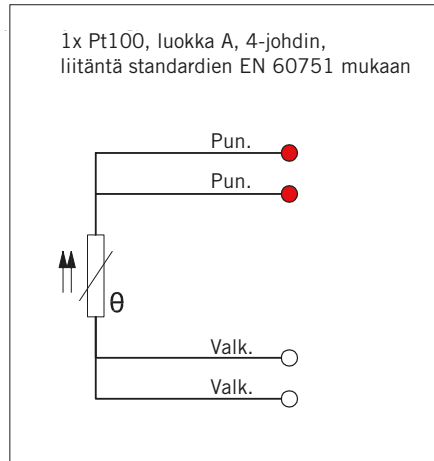 1x Pt100, luokka A, 4-johdin,
liitäntä standardien EN 60751 mukaan
Pun.
Pun.
θ
Valk.
Valk.